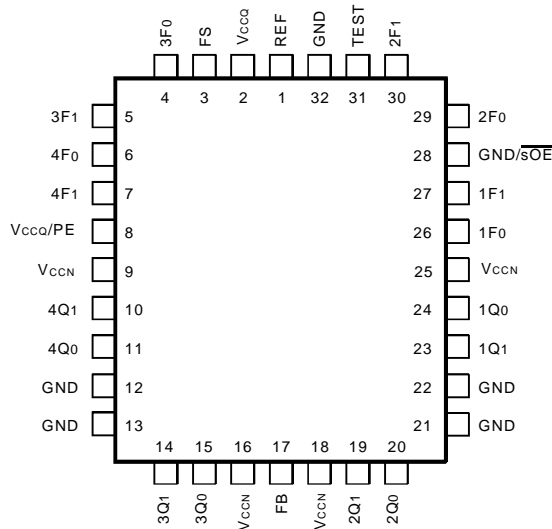 3F0 FS VCCQ REF GND TEST 2F1
4 3 2 1 32 31 30
3F1 5 29 2F0
4F0 6 28 GND/sOE
4F1 7 27 1F1
VCCQ/PE 8 26 1F0
VCCN 9 25 VCCN
4Q1 10 24 1Q0
4Q0 11 23 1Q1
GND 12 22 GND
GND 13 21 GND
14 15 16 17 18 19 20
3Q1 3Q0 VCCN FB VCCN 2Q1 2Q0